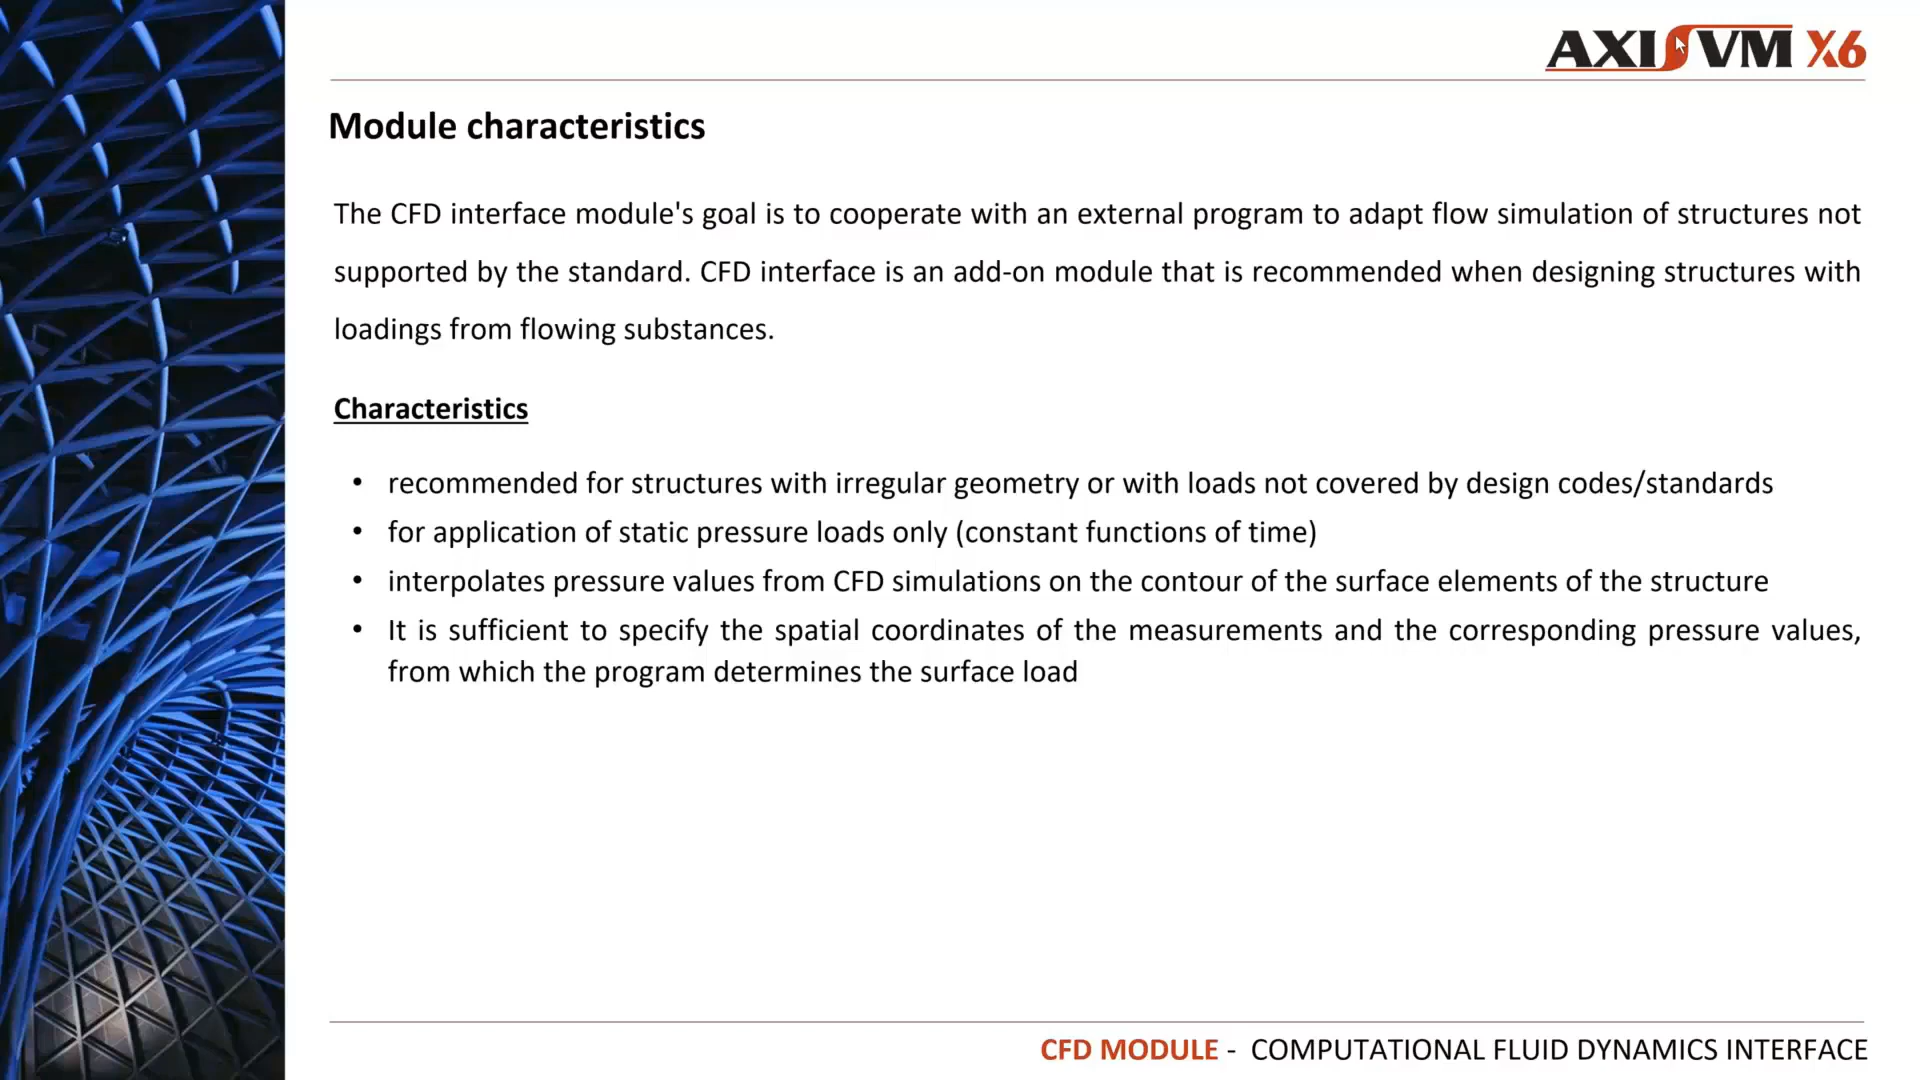 AXISVM X6
Module characteristics
The CFD interface module's goal is to cooperate with an external program to adapt flow simulation of structures not
supported by the standard. CFD interface is an add-on module that is recommended when designing structures with
loadings from flowing substances.
Characteristics
• recommended for structures with irregular geometry or with loads not covered by design codes/standards
• for application of static pressure loads only (constant functions of time)
• interpolates pressure values from CFD simulations on the contour of the surface elements of the structure
• It is sufficient to specify the spatial coordinates of the measurements and the corresponding pressure values,
from which the program determines the surface load
CFD MODULE - COMPUTATIONAL FLUID DYNAMICS INTERFACE